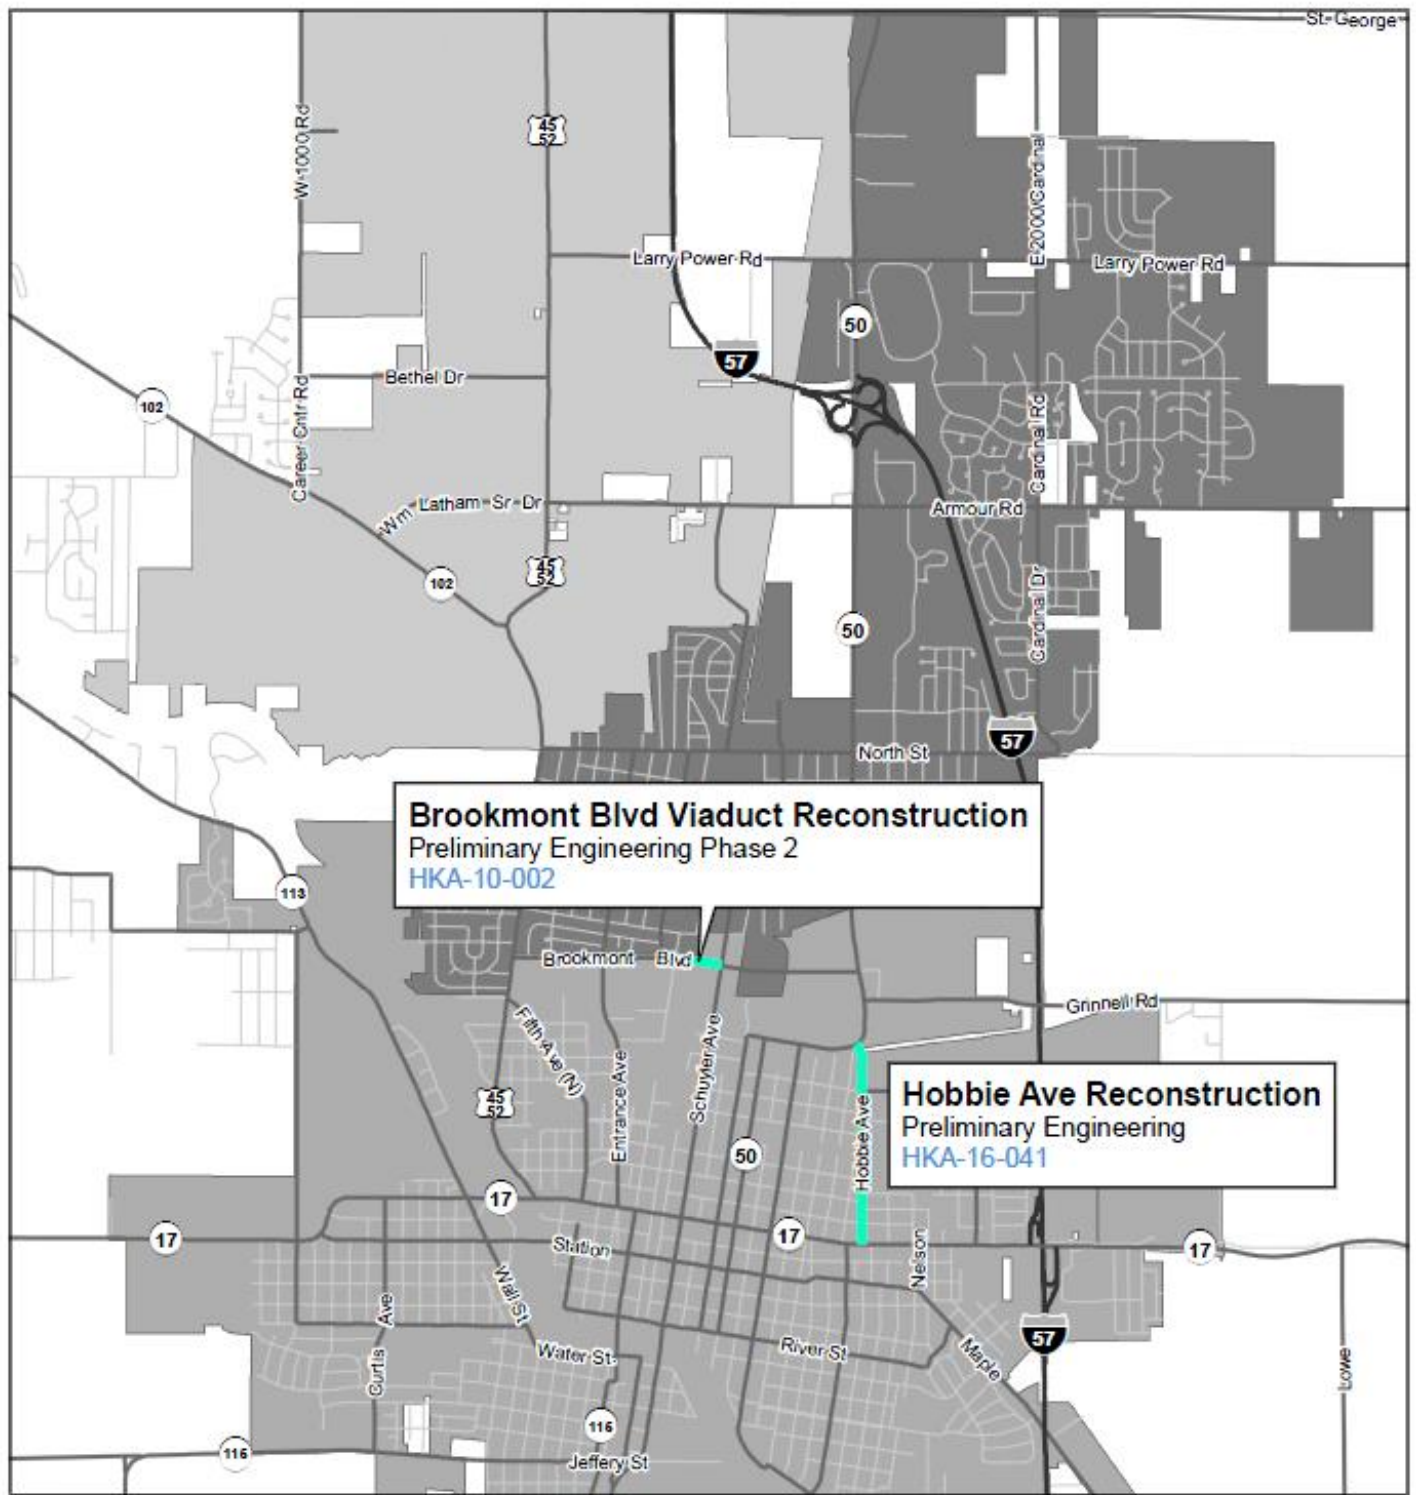 St. George
W 1000 Rd
45
52
E 2000/Cardinal
Larry Power Rd
Larry Power Rd
50
57
Bethel Dr
102
Career Cntr Rd
Cardinal Rd
Wm Latham Sr Dr
Armour Rd
102
45
52
Cardinal Dr
50
57
North St
Brookmont Blvd Viaduct Reconstruction
Preliminary Engineering Phase 2
HKA-10-002
113
Brookmont Blvd
Grinnell Rd
Fifth Ave (N)
Schuyler Ave
Entrance Ave
45
52
Hobbie Ave
Hobbie Ave Reconstruction
Preliminary Engineering
HKA-16-041
50
17
17
17
17
Station
Nelson
Wall St
Curtis Ave
57
Water St.
River St
Maple
Lowe
115
115
Jeffery St